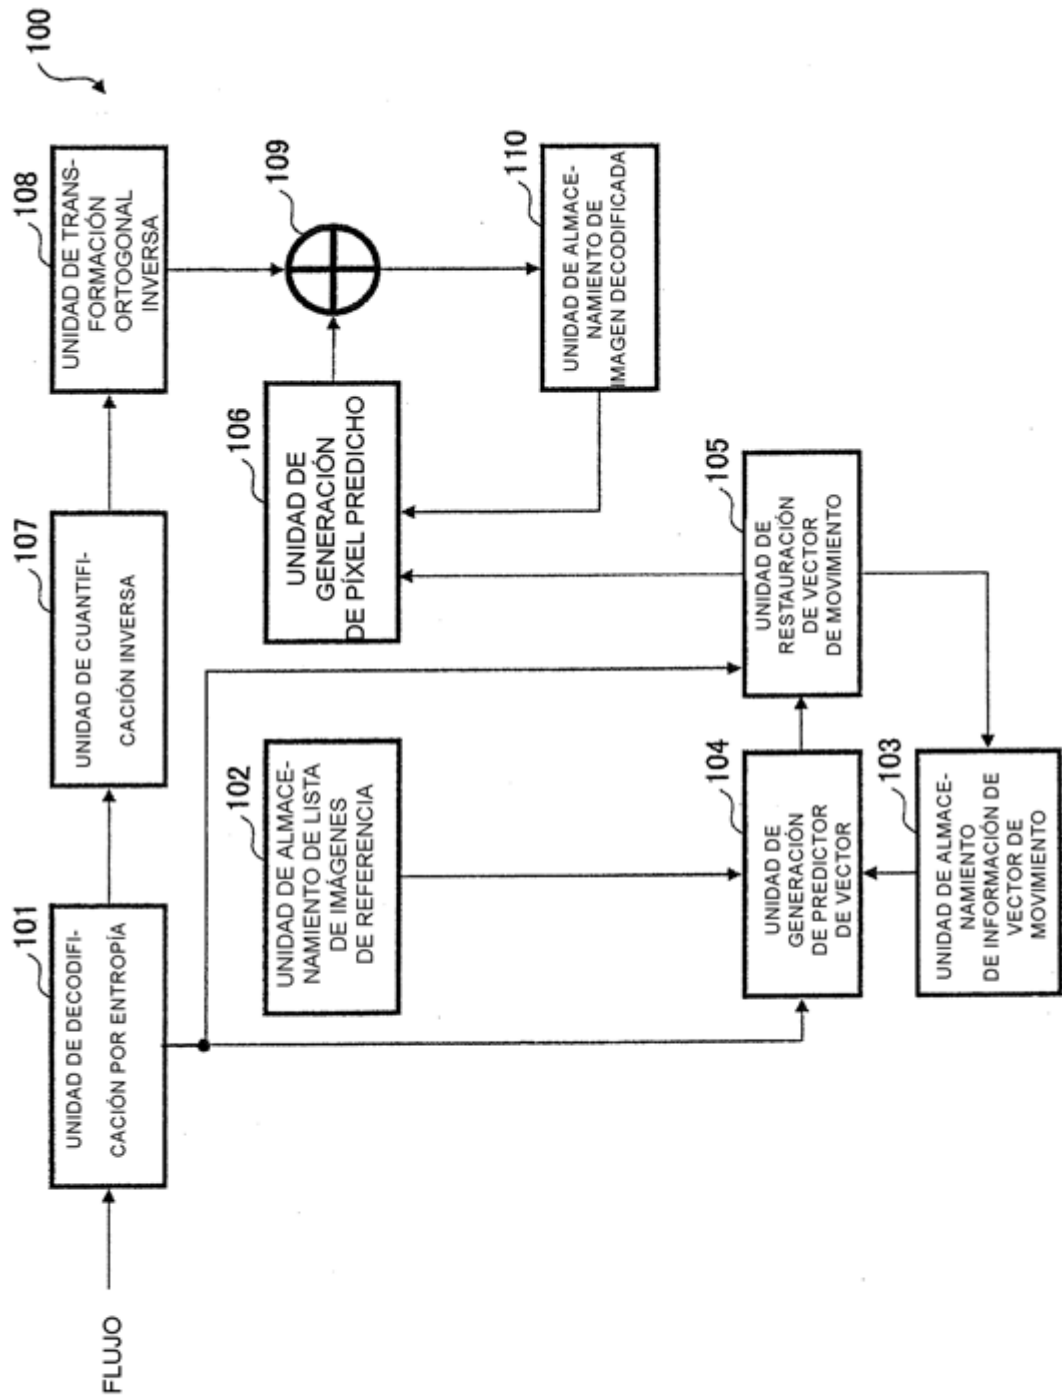 100
101
UNIDAD DE DECODIFI-
CACIÓN POR ENTROPÍA
107
UNIDAD DE CUANTIFI-
CACIÓN INVERSA
108
UNIDAD DE TRANS-
FORMACIÓN
ORTOGONAL
INVERSA
FLUJO
102
UNIDAD DE ALMACE-
NAMIENTO DE LISTA
DE IMÁGENES
DE REFERENCIA
106
UNIDAD DE
GENERACIÓN
DE PÍXEL PREDICHO
109
110
UNIDAD DE ALMACE-
NAMIENTO DE
IMAGEN DECODIFICADA
104
UNIDAD DE
GENERACIÓN
DE PREDICTOR
DE VECTOR
105
UNIDAD DE
RESTAURACIÓN
DE VECTOR
DE MOVIMIENTO
103
UNIDAD DE ALMACE-
NAMIENTO
DE INFORMACIÓN DE
VECTOR DE
MOVIMIENTO